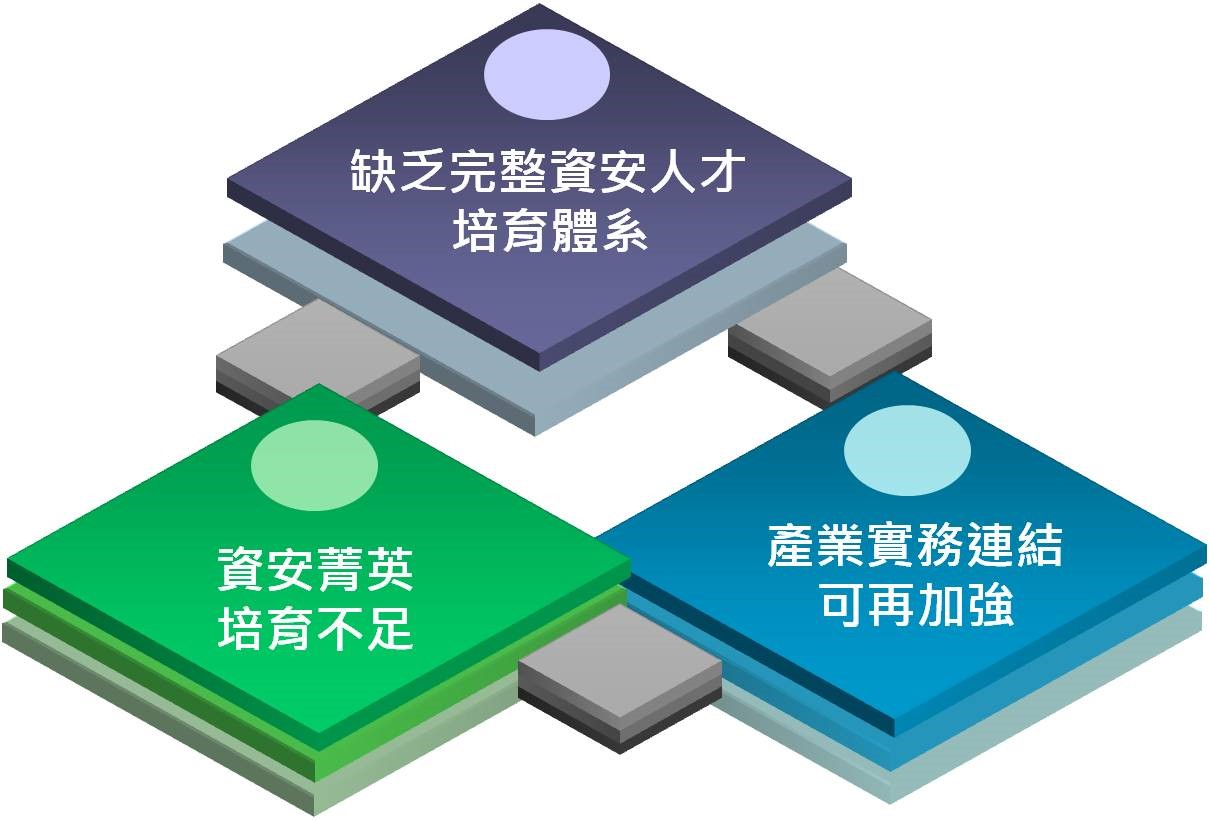 缺乏完整資安人才
培育體系
資安菁英
培育不足
產業實務連結
可再加強